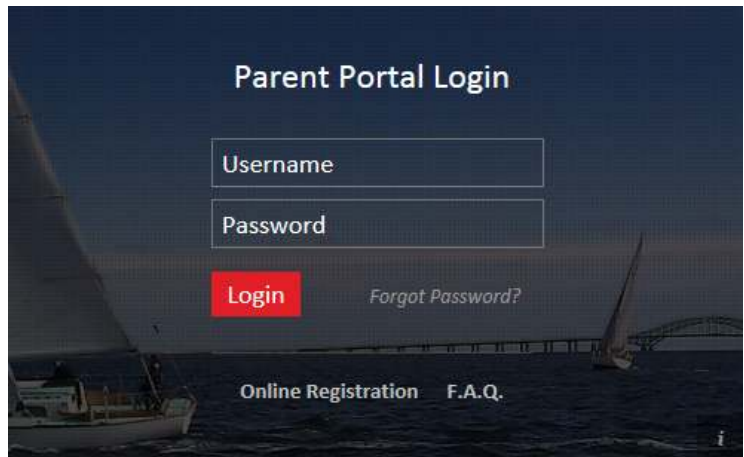 Parent Portal Login
Username
Password
Login Forgot Password?
Online Registration F.A.Q.
i